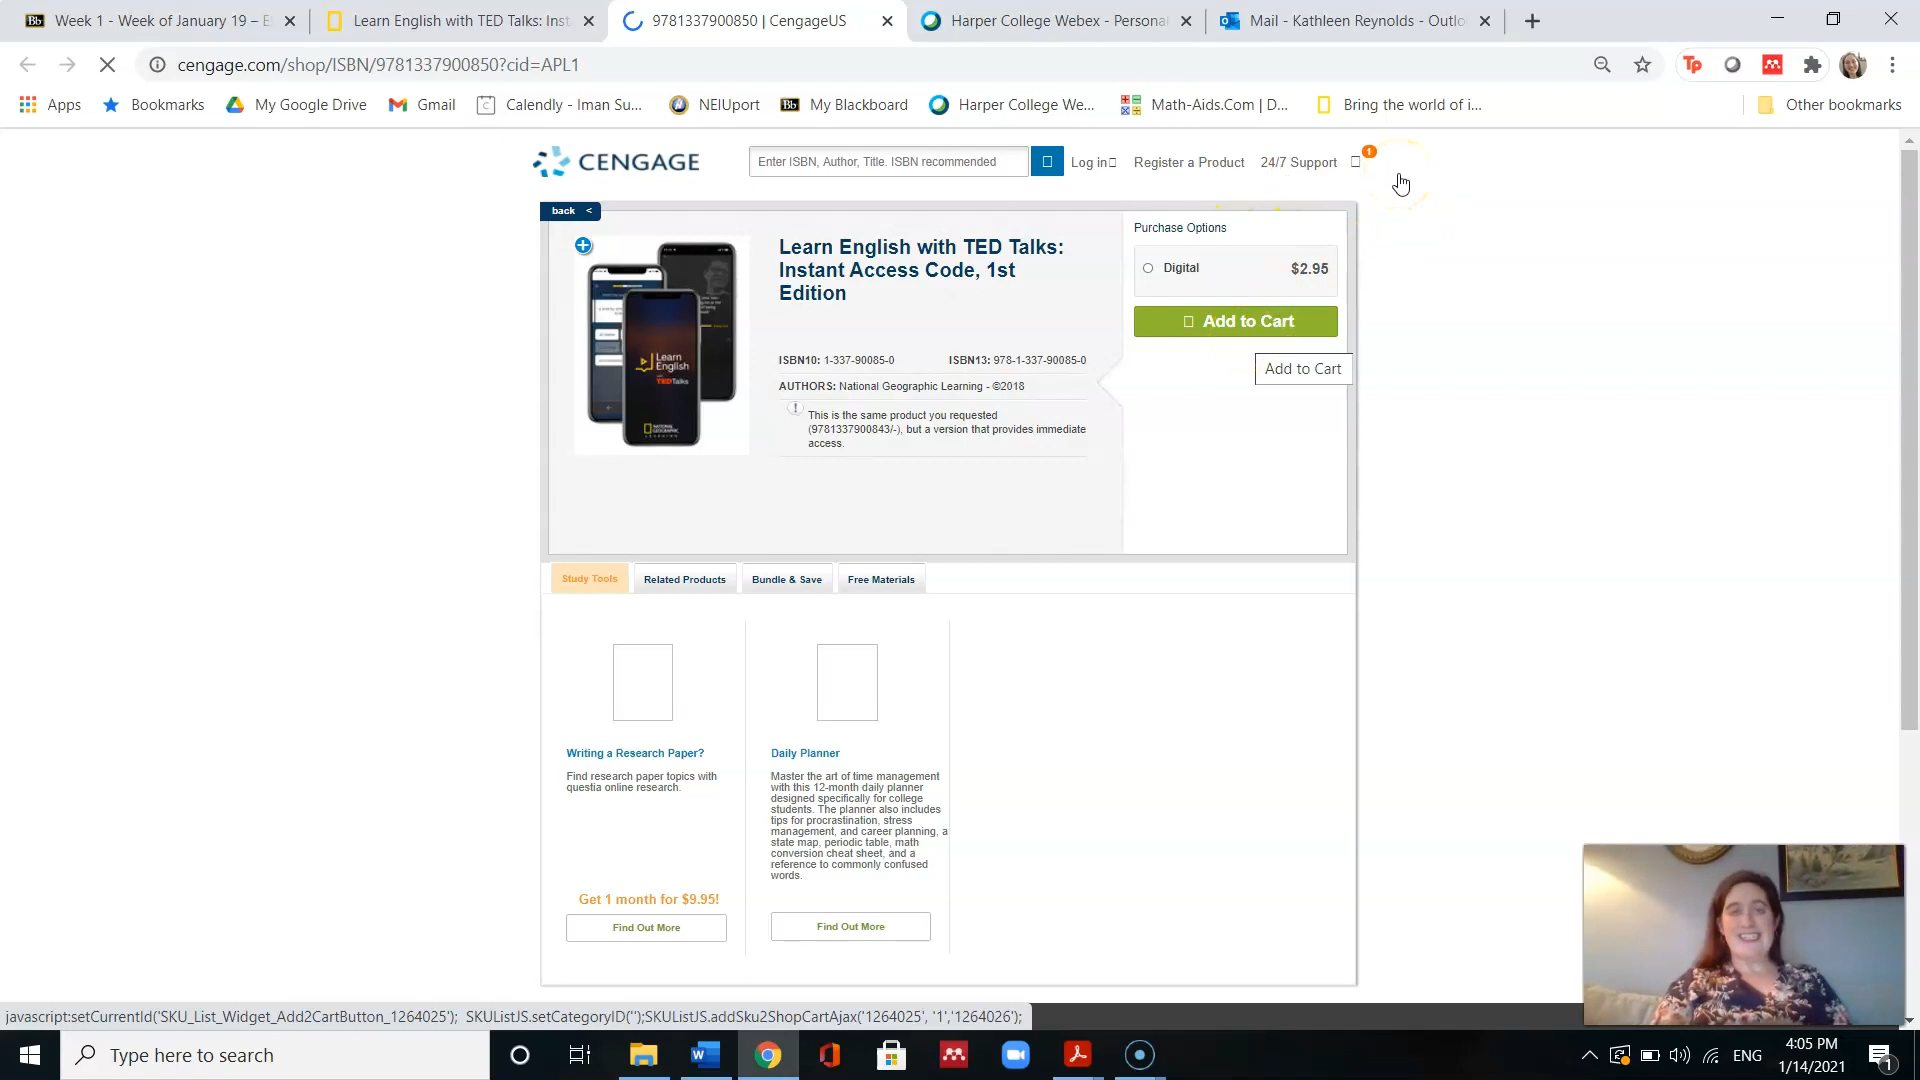 Week 1 - Week of January 19 – E
Learn English with TED Talks: Inst
9781337900850 | CengageUS
Harper College Webex - Personal
Mail - Kathleen Reynolds - Outlo
cengage.com/shop/ISBN/9781337900850?cid=APL1
Apps
Bookmarks
My Google Drive
Gmail
Calendly - Iman Su...
NEIUport
Bb
My Blackboard
Harper College We...
Math-Aids.Com | D...
Bring the world of i...
Other bookmarks
CENGAGE
Enter ISBN, Author, Title. ISBN recommended
Log in
Register a Product
24/7 Support
1
back <
Learn English with TED Talks:
Instant Access Code, 1st
Edition
ISBN10: 1-337-90085-0
ISBN13: 978-1-337-90085-0
AUTHORS: National Geographic Learning - ©2018
This is the same product you requested
(9781337900843/-), but a version that provides immediate
access.
Learn
English
TED Talks
NATIONAL
GEOGRAPHIC
LEARNING
Purchase Options
Digital
$2.95
Add to Cart
Add to Cart
Study Tools
Related Products
Bundle & Save
Free Materials
Writing a Research Paper?
Find research paper topics with
questia online research.
Get 1 month for $9.95!
Find Out More
Daily Planner
Master the art of time management
with this 12-month daily planner
designed specifically for college
students. The planner also includes
tips for procrastination, stress
management, and career planning, a
state map, periodic table, math
conversion cheat sheet, and a
reference to commonly confused
words.
Find Out More
javascript:setCurrentId('SKU_List_Widget_Add2CartButton_1264025'); SKUListJS.setCategoryID('');SKUListJS.addSku2ShopCartAjax('1264025', '1','1264026');
Type here to search
ENG
4:05 PM
1/14/2021
1